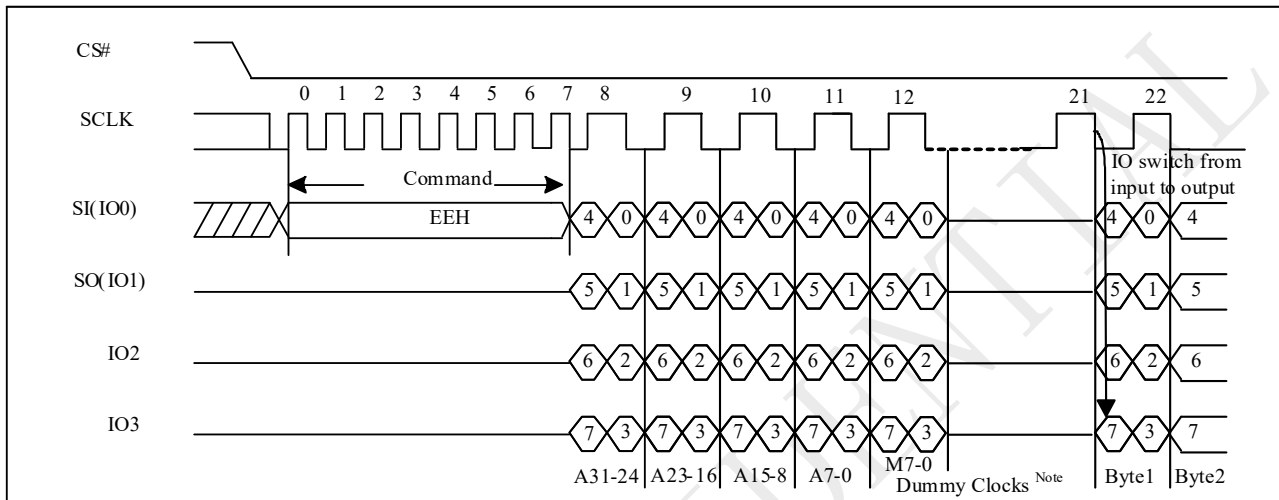 CS#
0 1 2 3 4 5 6 7 8 9 10 11 12 21 22
SCLK
IO switch from
input to output
Command
SI(IO0) EEH 4 0 4 0 4 0 4 0 4 0 4 0 4
SO(IO1) 5 1 5 1 5 1 5 1 5 1 5 1 5
IO2 6 2 6 2 6 2 6 2 6 2 6 2 6
IO3 7 3 7 3 7 3 7 3 7 3 7 3 7
A31-24 A23-16 A15-8 A7-0 M7-0 Byte1 Byte2
Dummy Clocks Note
DENTIAL